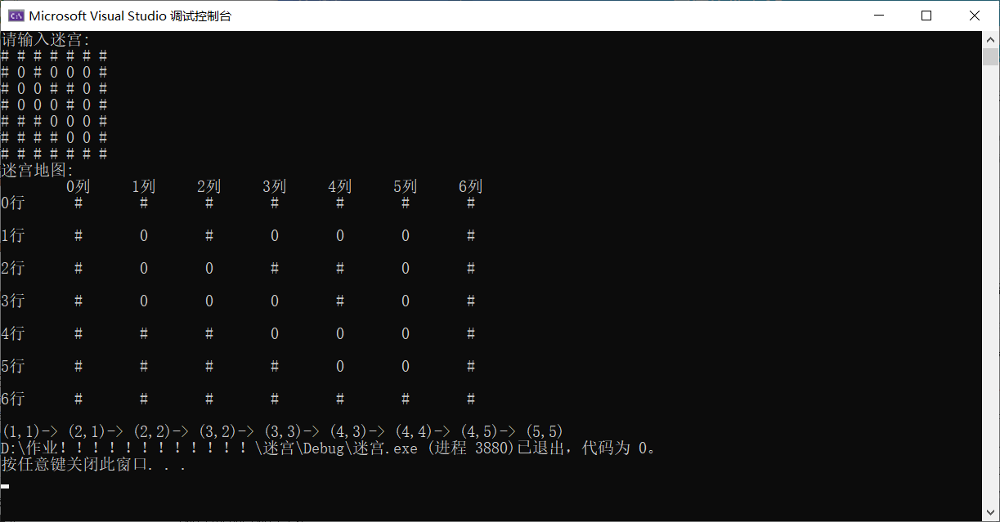 Microsoft Visual Studio 调试控制台
请输入迷宫:
# # # # # # #
# 0 # 0 0 0 #
# 0 0 # # 0 #
# 0 0 0 # 0 #
# # # 0 0 0 #
# # # # 0 0 #
# # # # # # #
迷宫地图:
0列 1列 2列 3列 4列 5列 6列
0行 # # # # # # #
1行 # 0 # 0 0 0 #
2行 # 0 0 # # 0 #
3行 # 0 0 0 # 0 #
4行 # # # 0 0 0 #
5行 # # # # 0 0 #
6行 # # # # # # #
(1,1)-> (2,1)-> (2,2)-> (3,2)-> (3,3)-> (4,3)-> (4,4)-> (4,5)-> (5,5)
D:\作业！！！！！！！！！！！！\迷宫\Debug\迷宫.exe (进程 3880)已退出，代码为 0。
按任意键关闭此窗口. . .